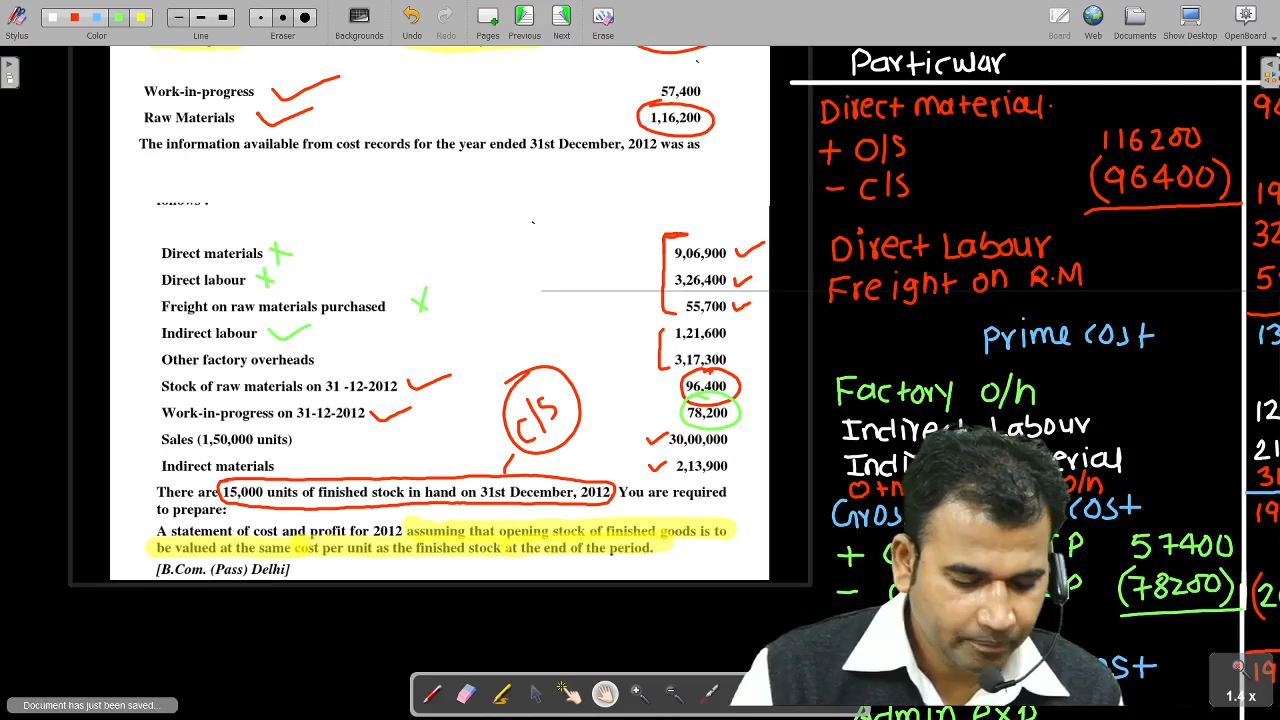 Stylus
Color
Line
Eraser
Backgrounds
Undo
Redo
Pages
Previous
Next
Erase
Board
Web
Documents
Show Desktop
OpenBoard
Work-in-progress 57,400
Raw Materials 1,16,200
The information available from cost records for the year ended 31st December, 2012 was as
follows :
Direct materials 9,06,900
Direct labour 3,26,400
Freight on raw materials purchased 55,700
Indirect labour 1,21,600
Other factory overheads 3,17,300
Stock of raw materials on 31 -12-2012 96,400
Work-in-progress on 31-12-2012 78,200
Sales (1,50,000 units) 30,00,000
Indirect materials 2,13,900
There are 15,000 units of finished stock in hand on 31st December, 2012. You are required
to prepare:
A statement of cost and profit for 2012 assuming that opening stock of finished goods is to
be valued at the same cost per unit as the finished stock at the end of the period.
[B.Com. (Pass) Delhi]
C/S
Particular
Direct material
+ O/S 116200
- C/S (96400)
Direct Labour
Freight on R.M
prime cost
Factory o/h
Indirect Labour
57400
(78200)
Admin exp
Document has just been saved...
1.4 x